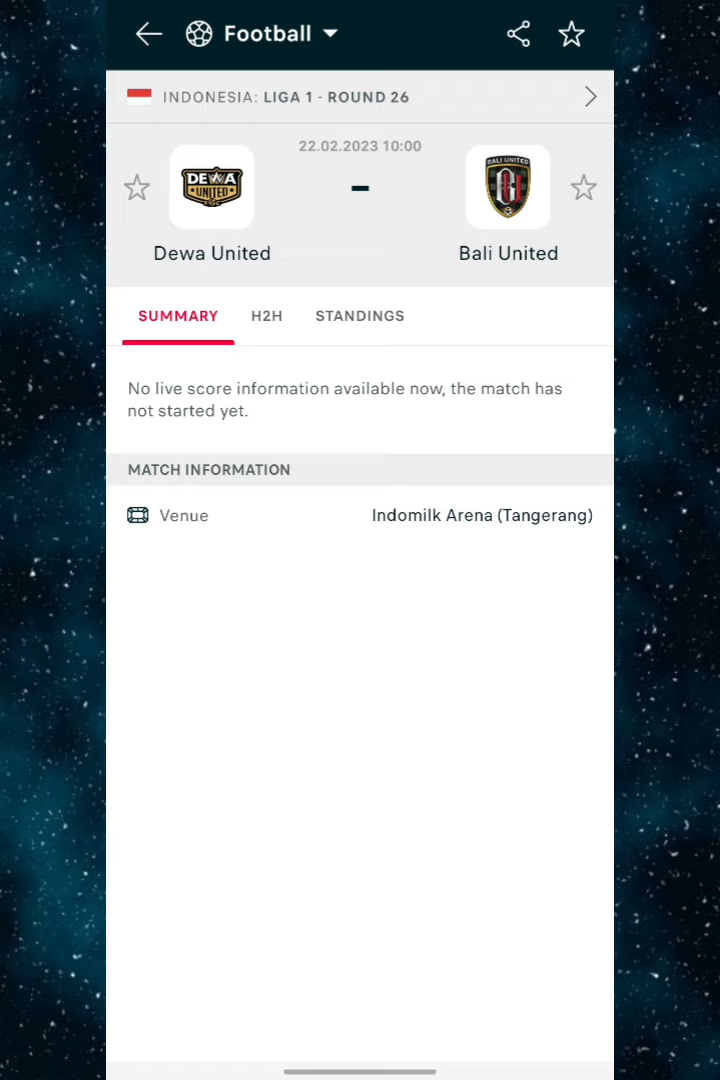 Football
INDONESIA: LIGA 1 - ROUND 26
22.02.2023 10:00
DEWA
UNITED
BALI UNITED
-
Dewa United
Bali United
SUMMARY H2H STANDINGS
No live score information available now, the match has
not started yet.
MATCH INFORMATION
Venue Indomilk Arena (Tangerang)